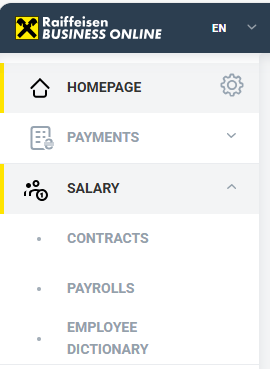 Raiffeisen
BUSINESS ONLINE
EN
HOMEPAGE
PAYMENTS
SALARY
CONTRACTS
PAYROLLS
EMPLOYEE
DICTIONARY